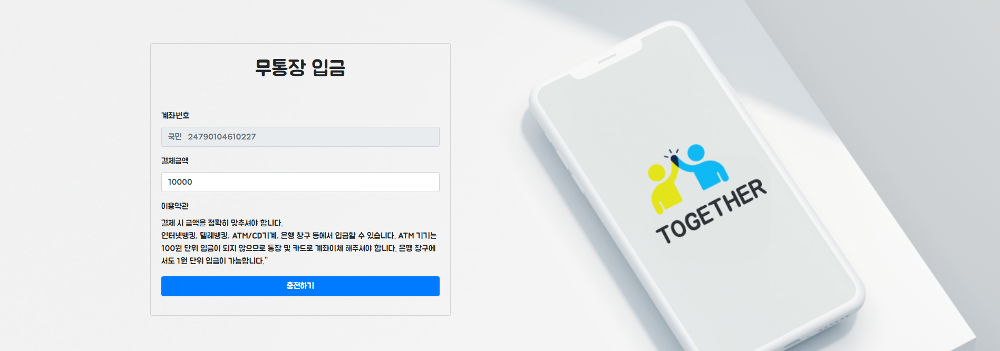 무통장 입금
계좌번호
국민 24790104610227
결제금액
10000
이용약관
결제 시 금액을 정확히 맞추셔야 합니다.
인터넷뱅킹, 텔레뱅킹, ATM/CD기계, 은행 창구 등에서 입금할 수 있습니다. ATM 기기는
100원 단위 입금이 되지 않으므로 통장 및 카드로 계좌이체 해주셔야 합니다. 은행 창구에
서도 1원 단위 입금이 가능합니다."
충전하기
TOGETHER